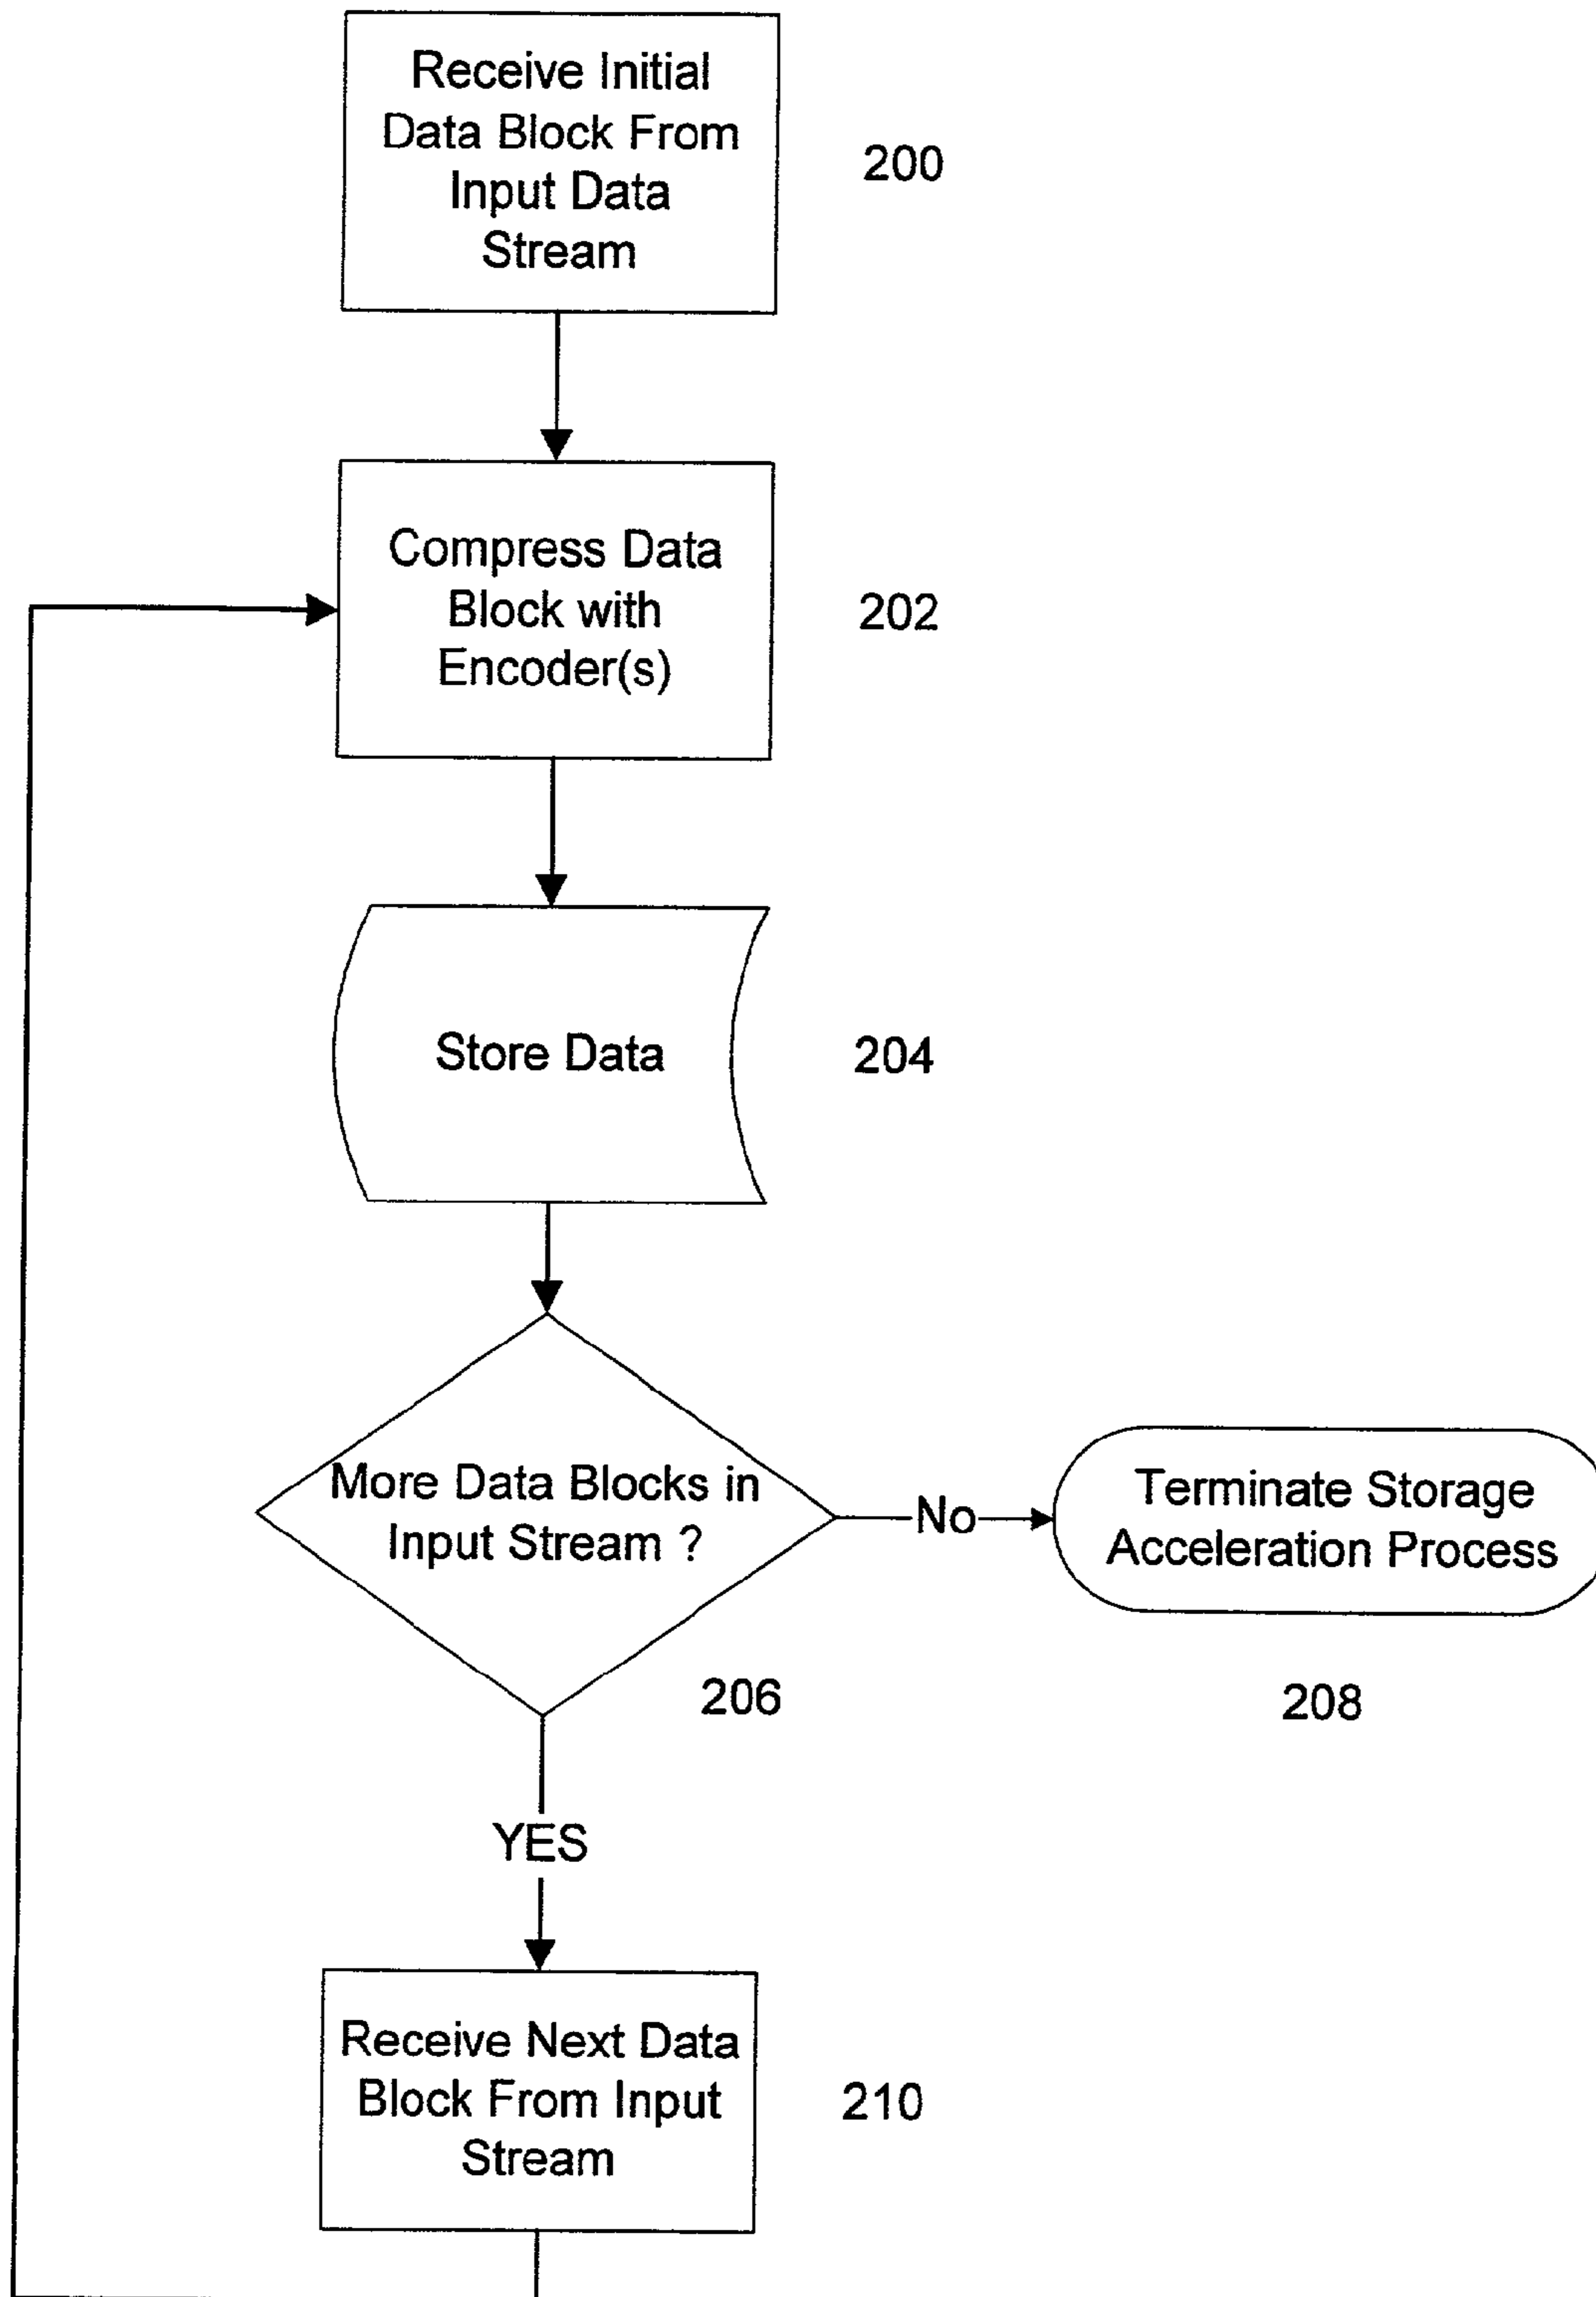 Receive Initial
Data Block From
Input Data
Stream
200
Compress Data
Block with
Encoder(s)
202
Store Data
204
More Data Blocks in
Input Stream ?
206
No
Terminate Storage
Acceleration Process
208
YES
Receive Next Data
Block From Input
Stream
210